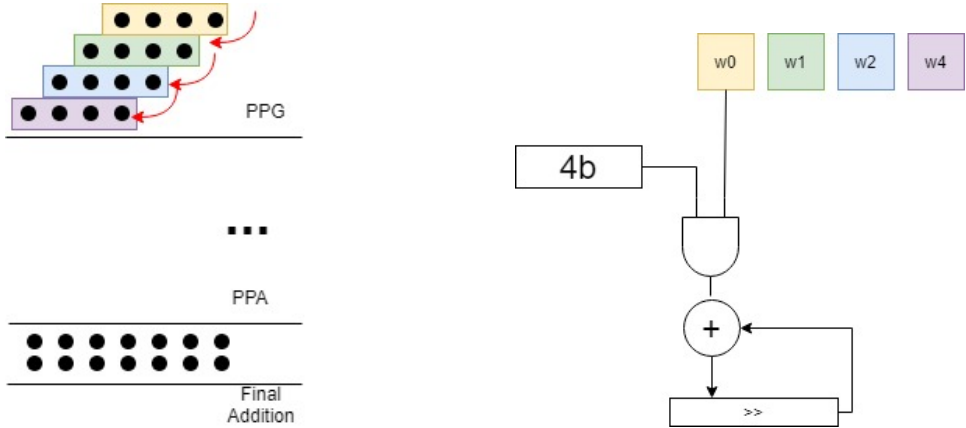 PPG
...
PPA
Final
Addition
w0 w1 w2 w4
4b
+
>>